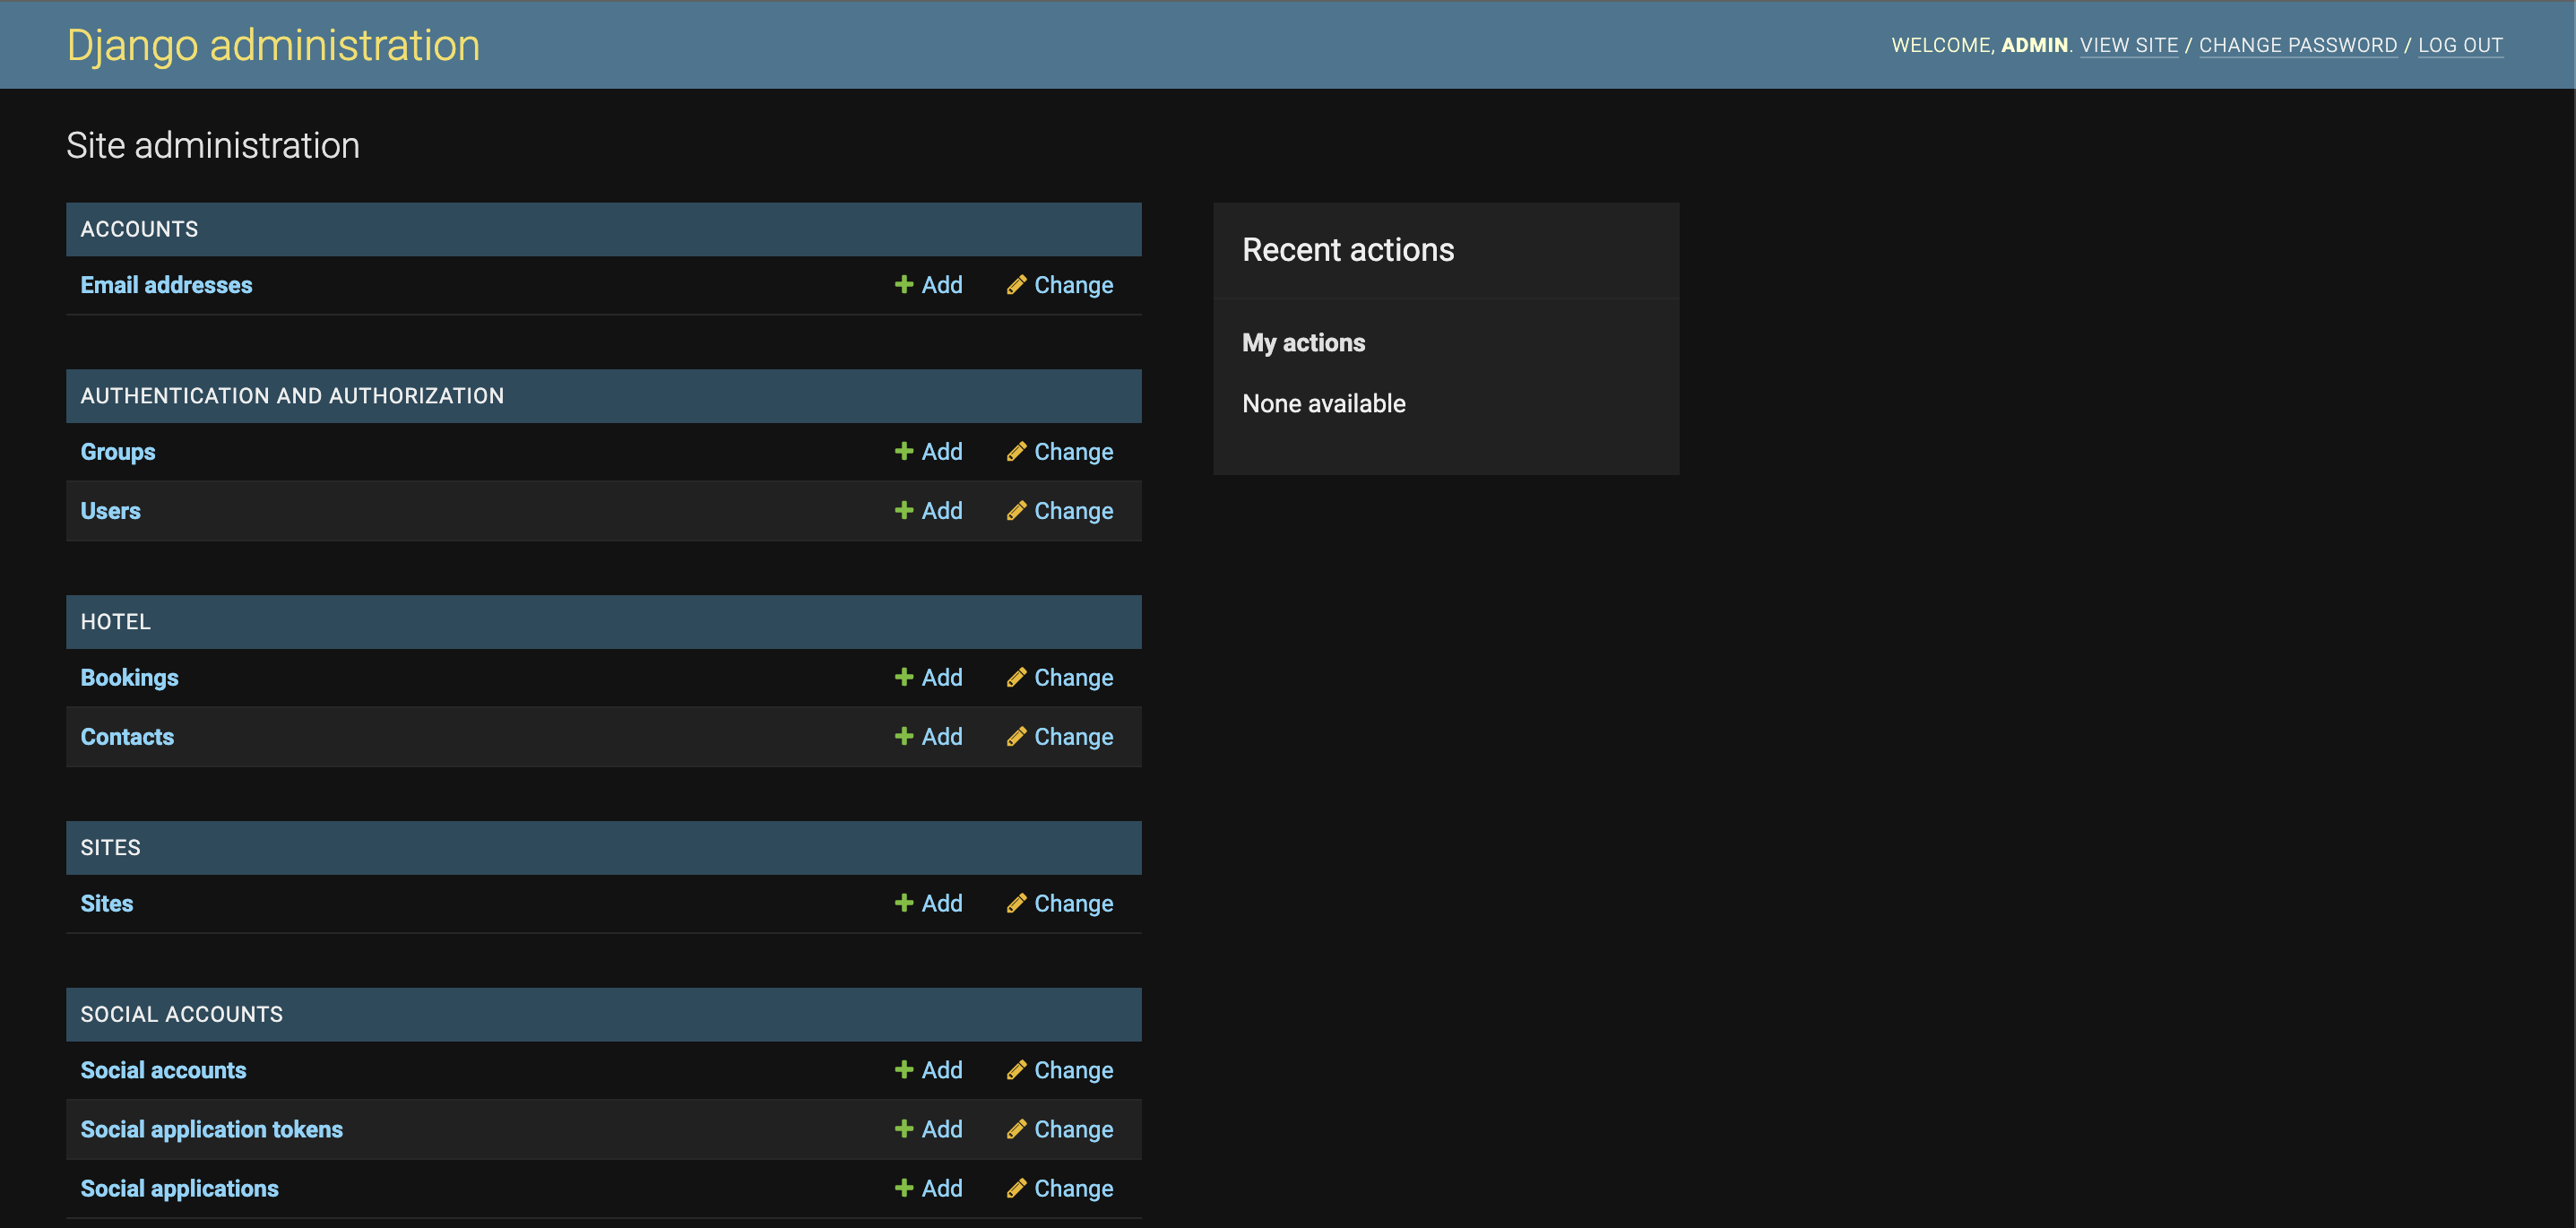 Django administration
WELCOME, ADMIN. VIEW SITE / CHANGE PASSWORD / LOG OUT
Site administration
ACCOUNTS
Email addresses Add Change
AUTHENTICATION AND AUTHORIZATION
Groups Add Change
Users Add Change
HOTEL
Bookings Add Change
Contacts Add Change
SITES
Sites Add Change
SOCIAL ACCOUNTS
Social accounts Add Change
Social application tokens Add Change
Social applications Add Change
Recent actions
My actions
None available